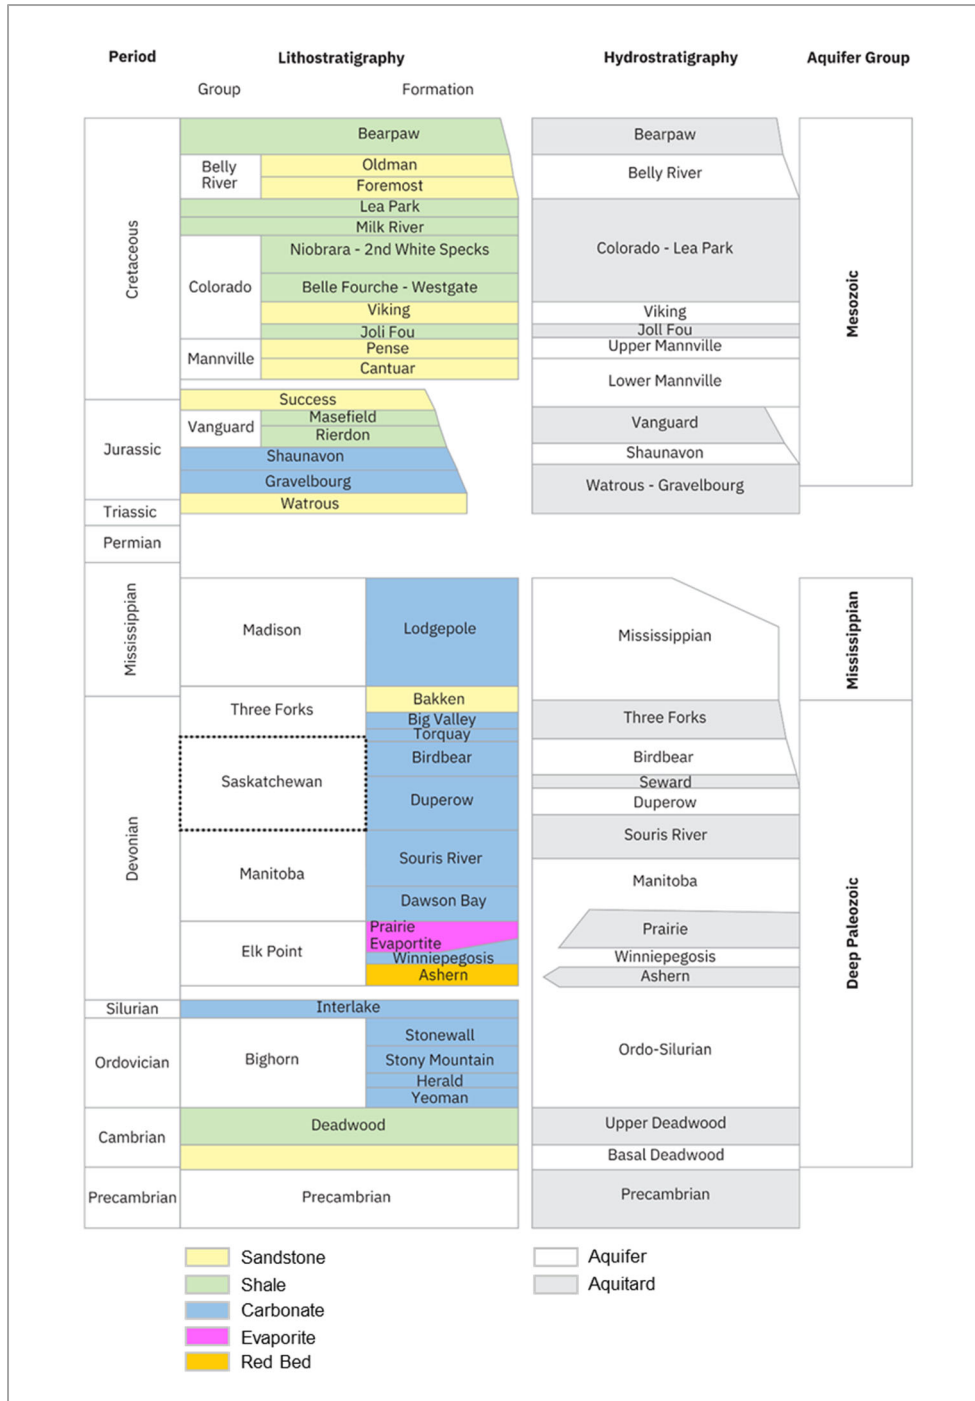 Period
Lithostratigraphy
Hydrostratigraphy
Aquifer Group
Group
Formation
Cretaceous
Jurassic
Triassic
Permian
Mississippian
Devonian
Silurian
Ordovician
Cambrian
Precambrian
Bearpaw
Belly
River
Oldman
Foremost
Lea Park
Milk River
Colorado
Niobrara - 2nd White Specks
Belle Fourche - Westgate
Viking
Joli Fou
Mannville
Pense
Cantuar
Success
Vanguard
Masefield
Rierdon
Shaunavon
Gravelbourg
Watrous
Madison
Lodgepole
Three Forks
Bakken
Big Valley
Torquay
Saskatchewan
Birdbear
Duperow
Manitoba
Souris River
Dawson Bay
Elk Point
Prairie
Evaportite
Winniepegosis
Ashern
Interlake
Bighorn
Stonewall
Stony Mountain
Herald
Yeoman
Deadwood
Precambrian
Bearpaw
Belly River
Colorado - Lea Park
Viking
Joll Fou
Upper Mannville
Lower Mannville
Vanguard
Shaunavon
Watrous - Gravelbourg
Mississippian
Three Forks
Birdbear
Seward
Duperow
Souris River
Manitoba
Prairie
Winniepegosis
Ashern
Ordo-Silurian
Upper Deadwood
Basal Deadwood
Precambrian
Mesozoic
Mississippian
Deep Paleozoic
Sandstone
Shale
Carbonate
Evaporite
Red Bed
Aquifer
Aquitard